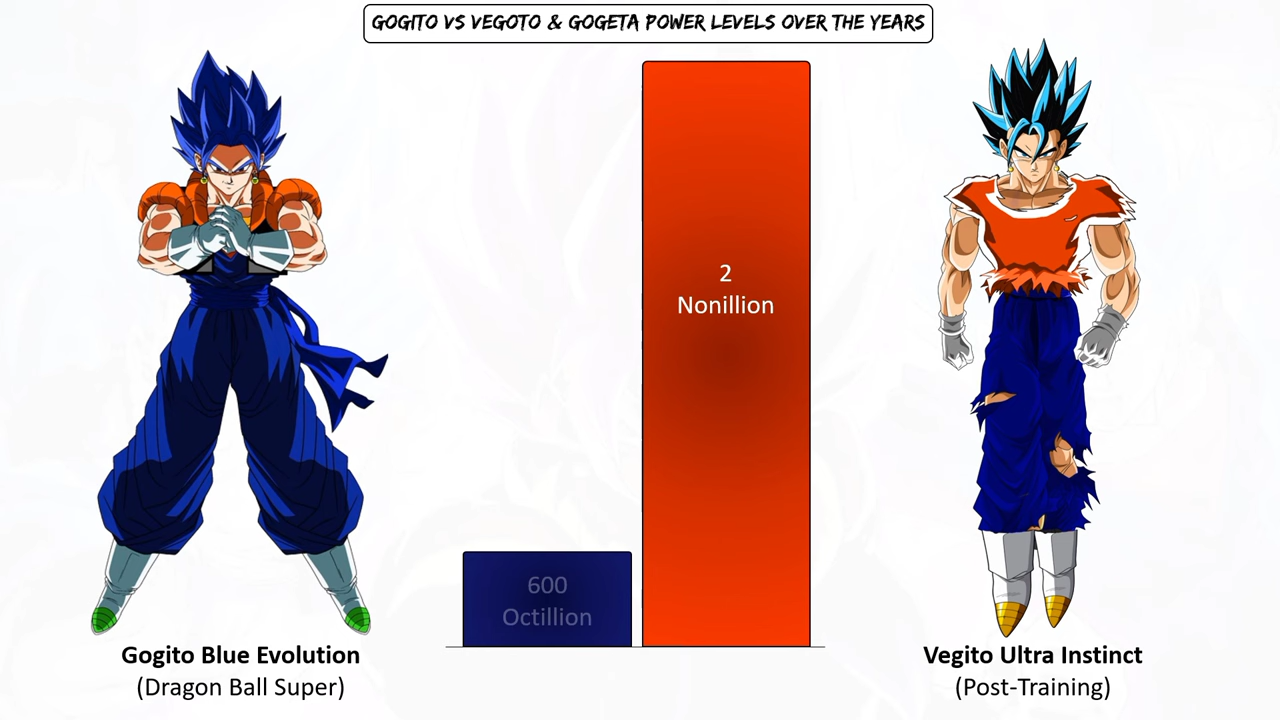 GOGITO VS VEGOTO & GOGETA POWER LEVELS OVER THE YEARS
2
Nonillion
600
Octillion
Gogito Blue Evolution
(Dragon Ball Super)
Vegito Ultra Instinct
(Post-Training)